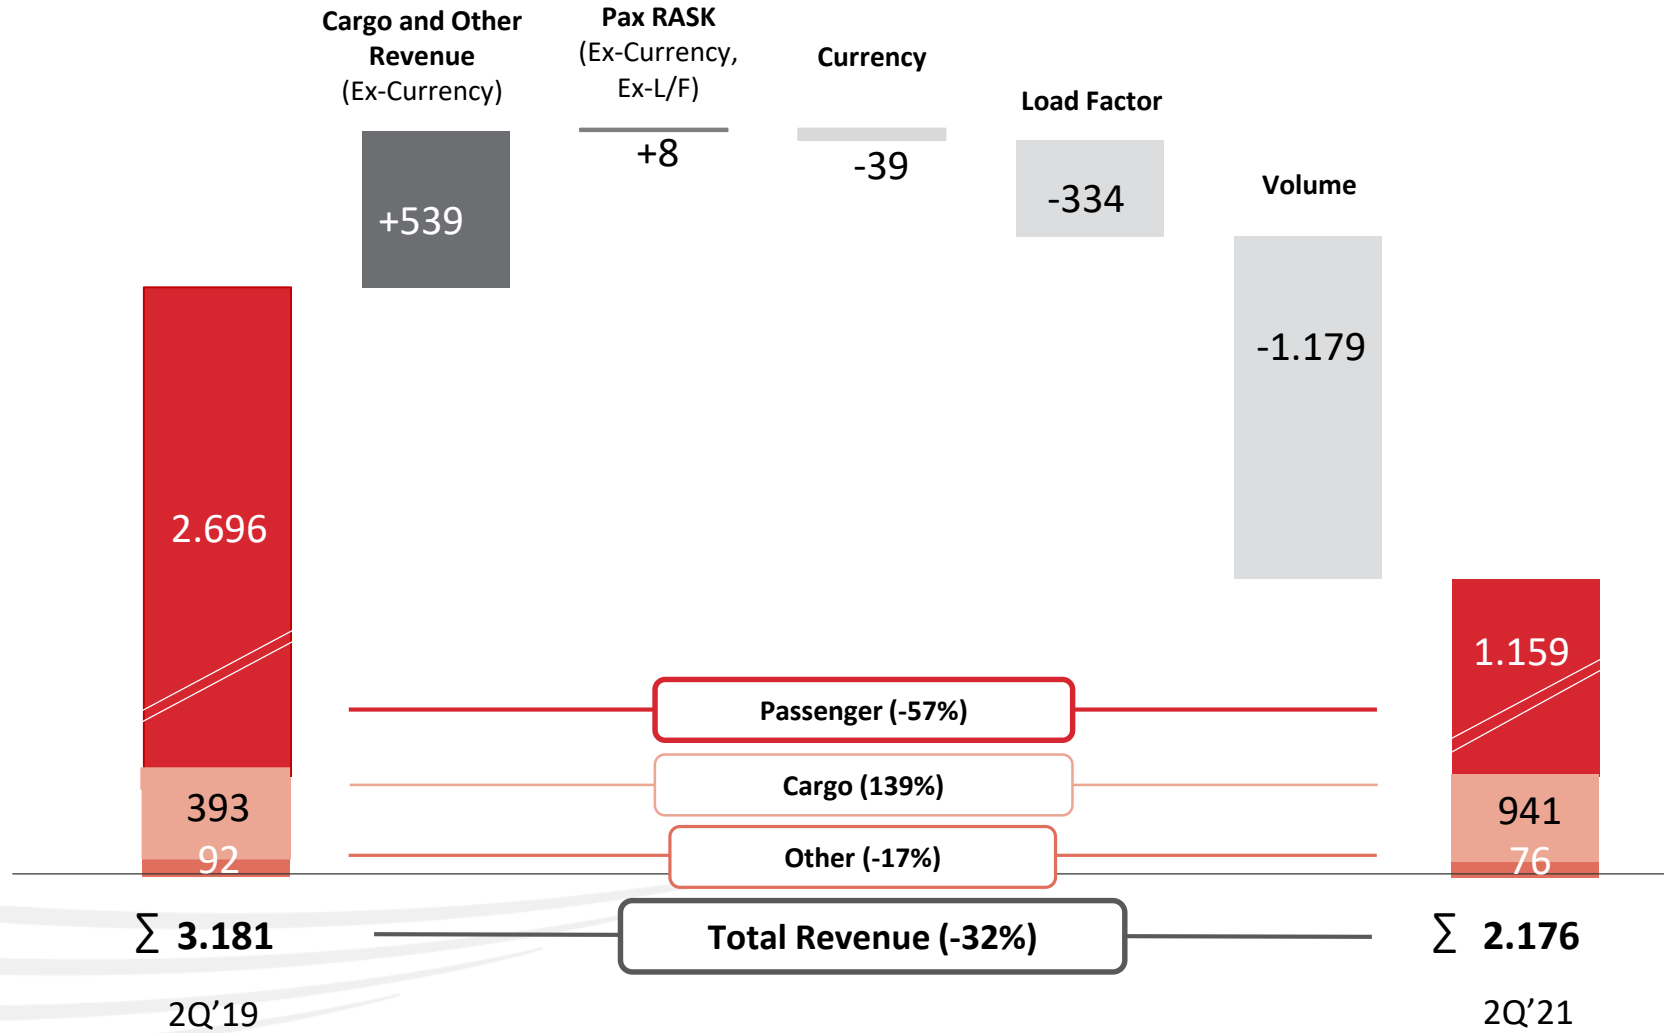 Cargo and Other
Revenue
(Ex-Currency)
Pax RASK
(Ex-Currency,
Ex-L/F)
Currency
Load Factor
Volume
+539
+8
-39
-334
-1.179
2.696
393
92
1.159
941
76
Passenger (-57%)
Cargo (139%)
Other (-17%)
∑ 3.181
Total Revenue (-32%)
∑ 2.176
2Q’19
2Q’21